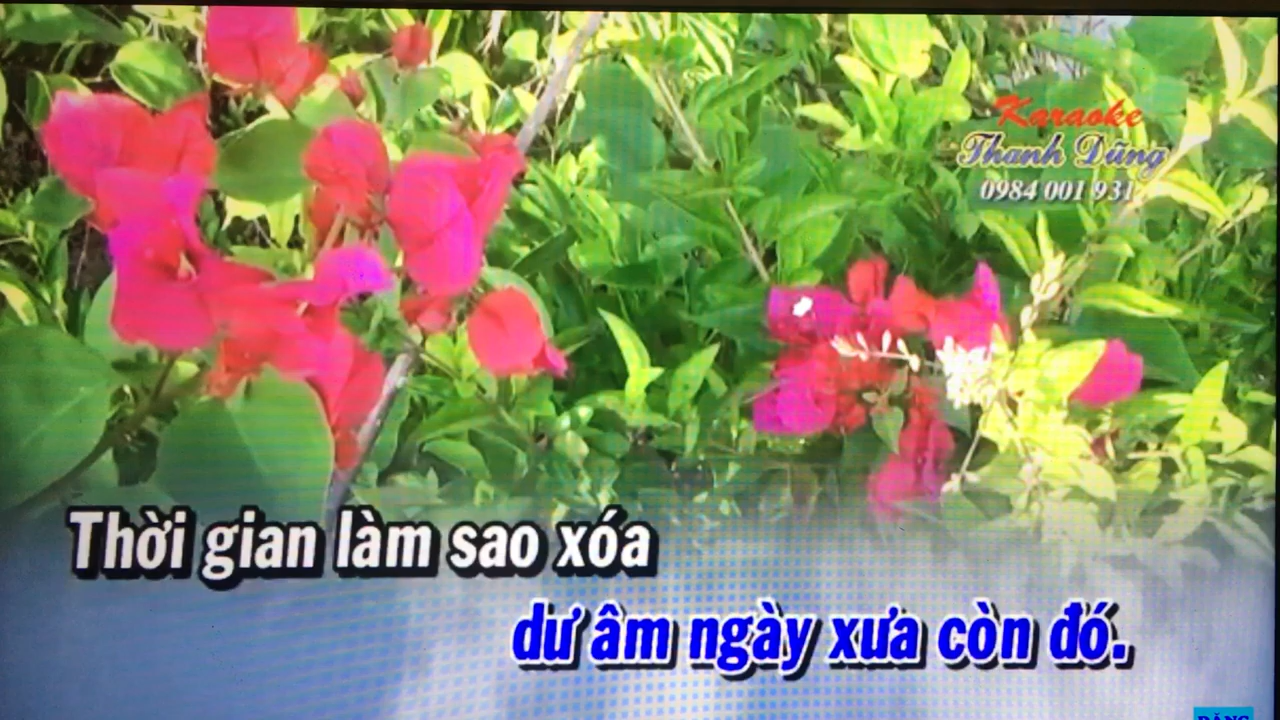 Karaoke
Thanh Dũng
0984 001 931
Thời gian làm sao xóa
dư âm ngày xưa còn đó.